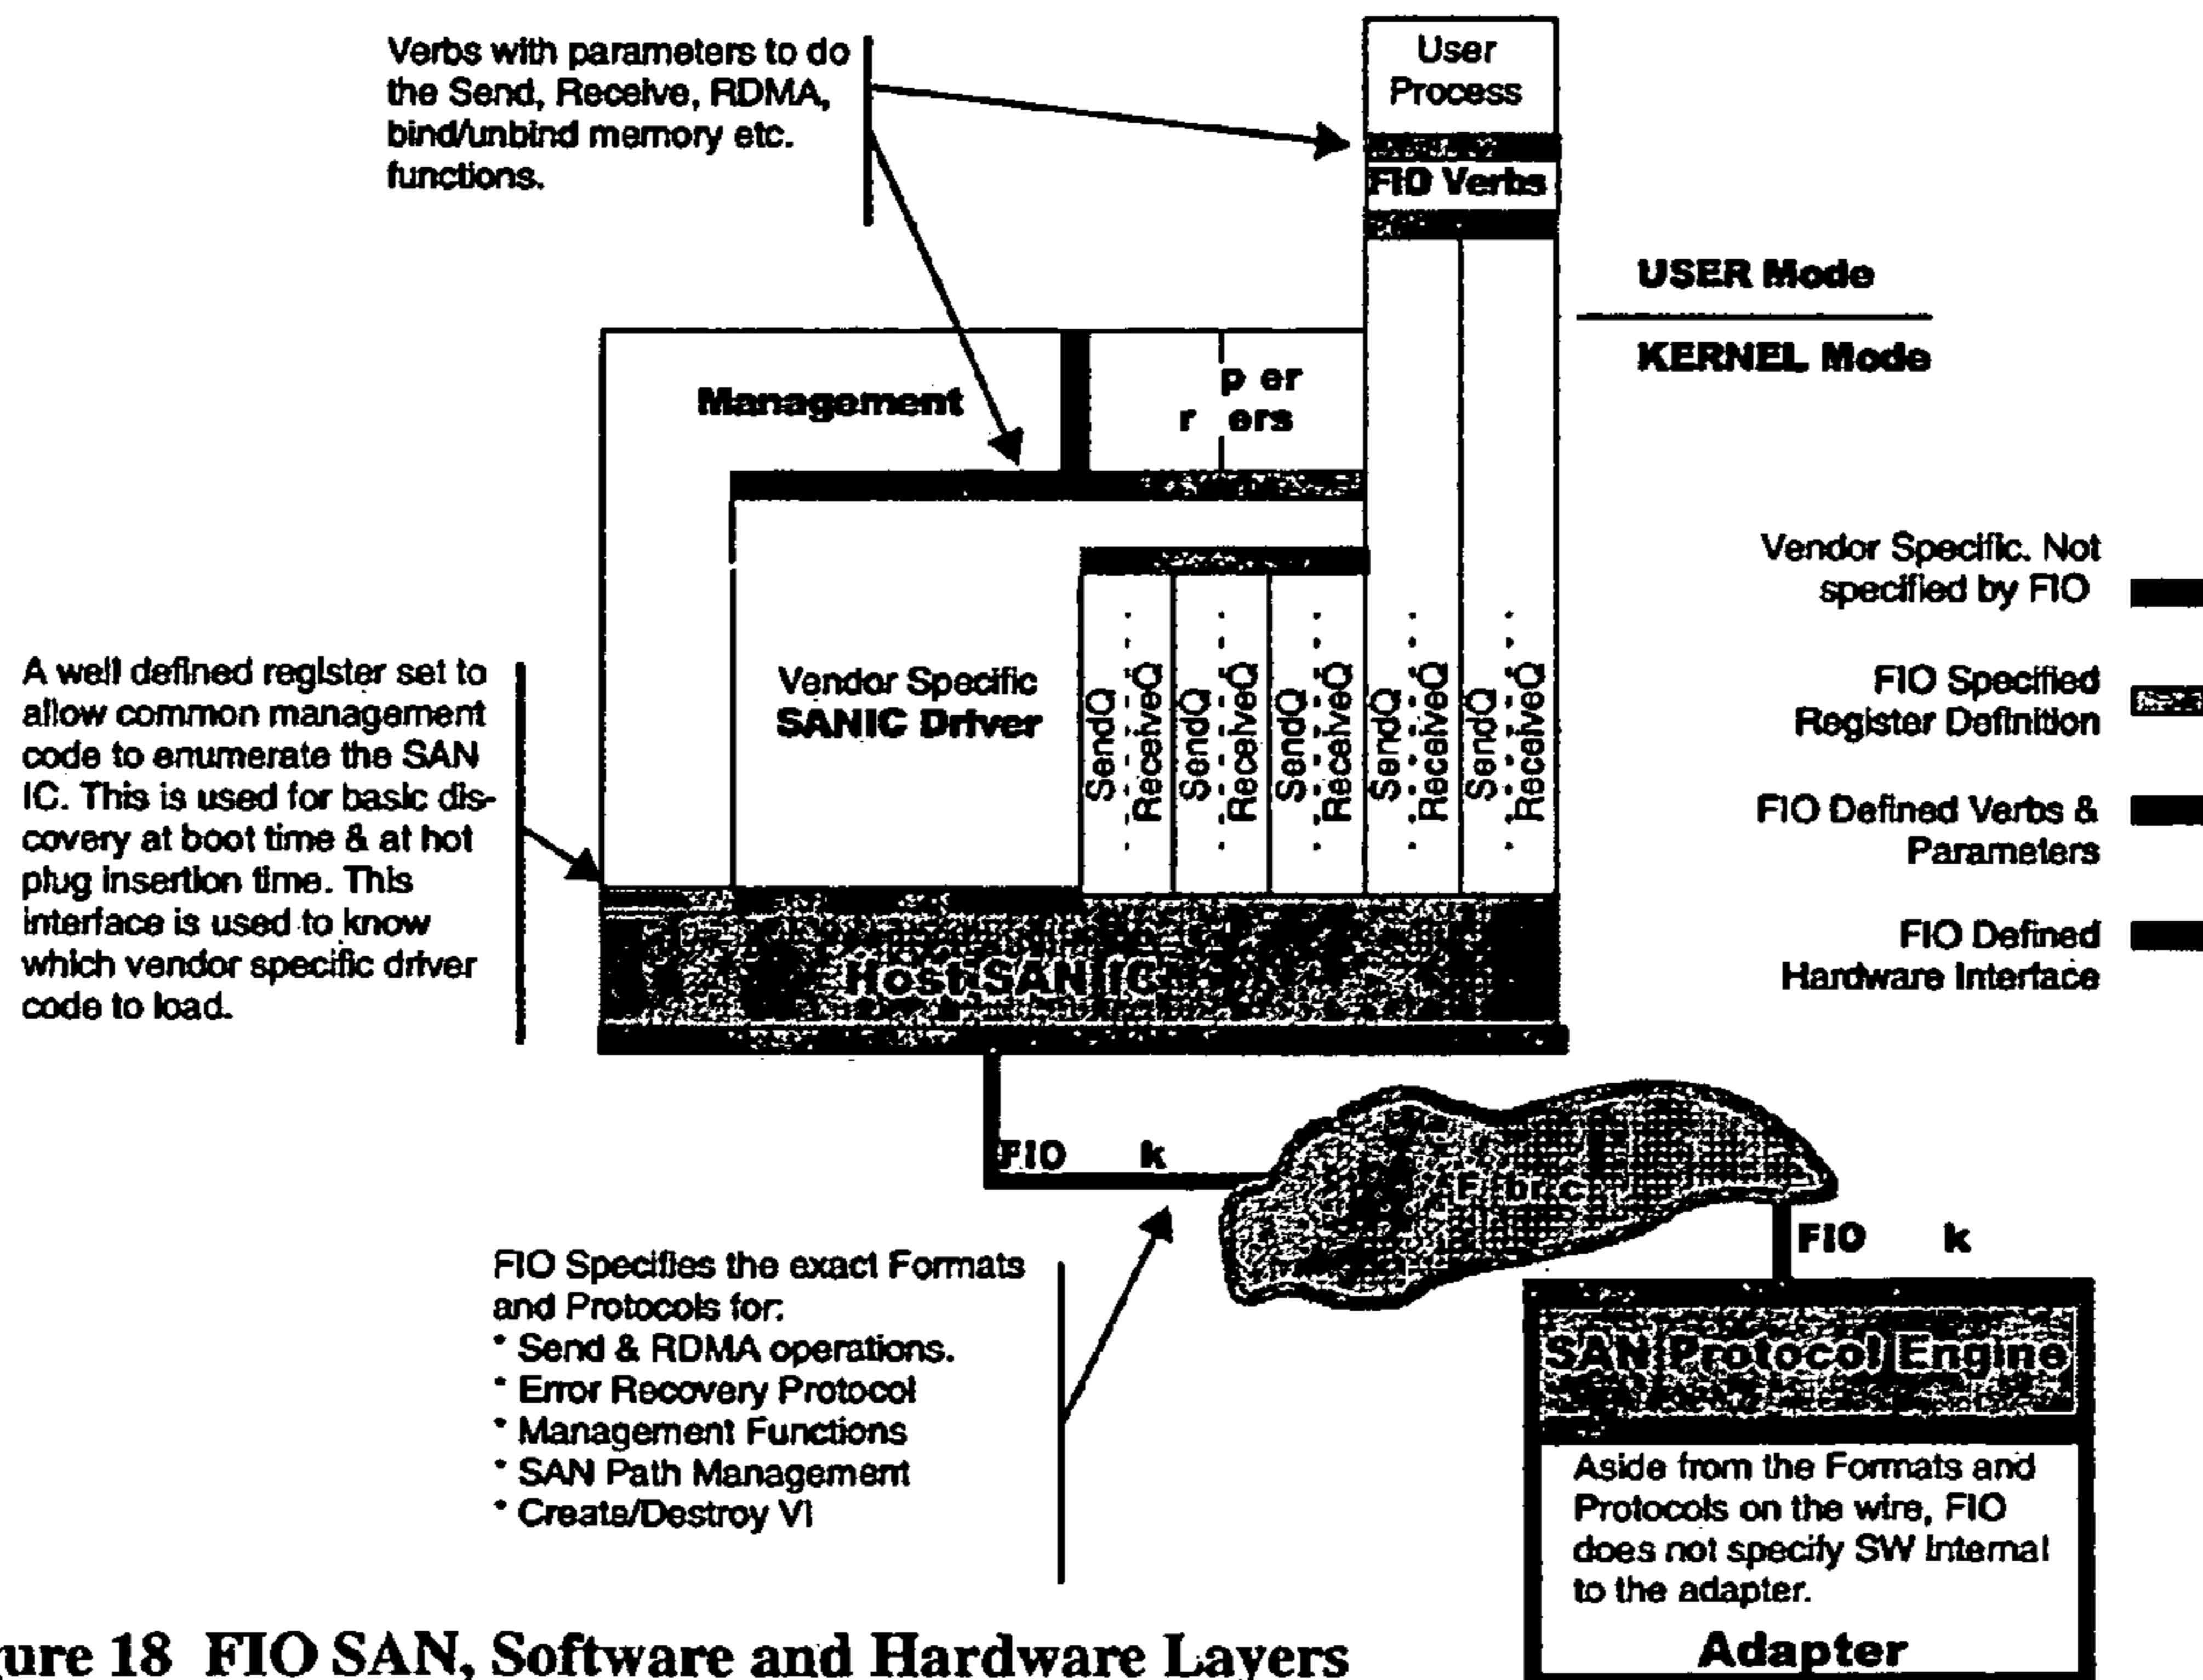 Verbs with parameters to do
the Send, Receive, RDMA,
bind/unbind memory etc.
functions.
User
Process
FIO Verbs
USER Mode
KERNEL Mode
Management
p er
r ers
Vendor Specific. Not
specified by FIO
FIO Specified
Register Definition
FIO Defined Verbs &
Parameters
FIO Defined
Hardware Interface
A well defined register set to
allow common management
code to enumerate the SAN
IC. This is used for basic dis-
covery at boot time & at hot
plug insertion time. This
interface is used to know
which vendor specific driver
code to load.
Vendor Specific
SANIC Driver
SendQ
ReceiveQ
SendQ
ReceiveQ
SendQ
ReceiveQ
SendQ
ReceiveQ
SendQ
ReceiveQ
Host SAN IC
FIO k
FIO k
FIO Specifies the exact Formats
and Protocols for:
* Send & RDMA operations.
* Error Recovery Protocol
* Management Functions
* SAN Path Management
* Create/Destroy VI
SAN Protocol Engine
Aside from the Formats and
Protocols on the wire, FIO
does not specify SW internal
to the adapter.
Adapter
ure 18 FIO SAN, Software and Hardware Layers